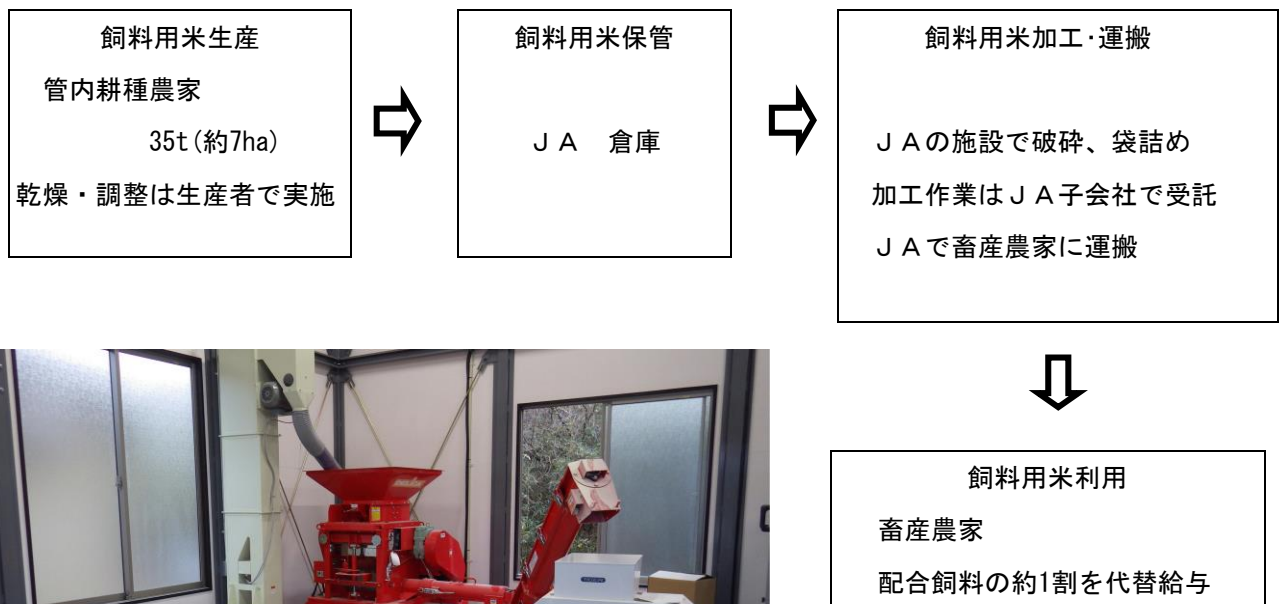 飼料用米生産
管内耕種農家
35t(約7ha)
乾燥・調整は生産者で実施
飼料用米保管
ＪＡ　倉庫
飼料用米加工･運搬
ＪＡの施設で破砕、袋詰め
加工作業はＪＡ子会社で受託
ＪＡで畜産農家に運搬
飼料用米利用
畜産農家
配合飼料の約1割を代替給与